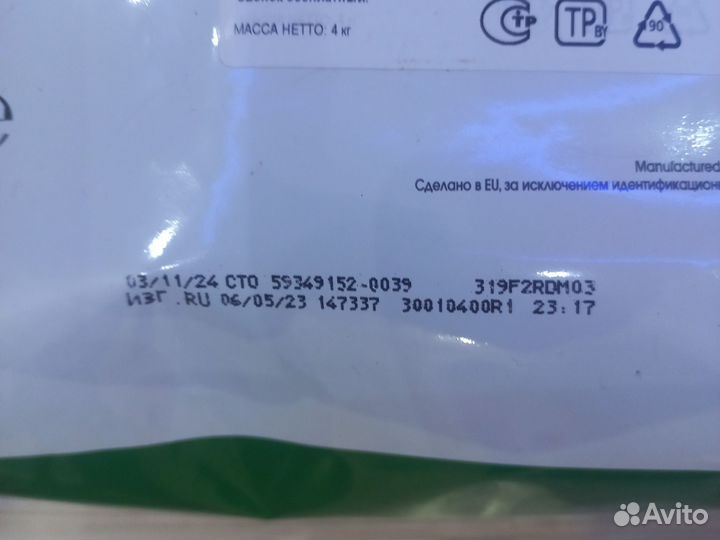 МАССА НЕТТО: 4 кг
TP BY
90
e
Manufactured
Сделано в EU, за исключением идентификацион
03/11/24 СТО 59349152-0039 319F2RDM03
ИЗГ.RU 06/05/23 147337 30010400R1 23:17
Avito